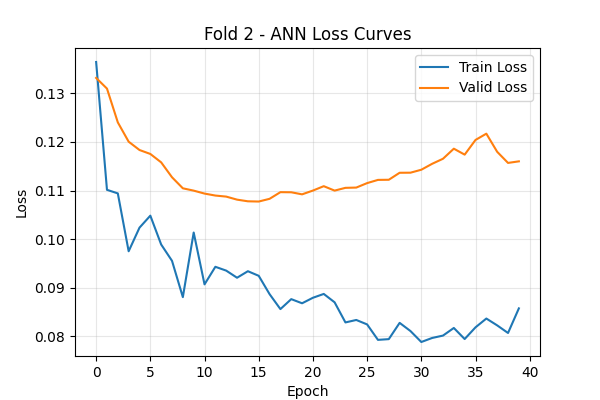 Fold 2 - ANN Loss Curves
Train Loss
Valid Loss
0.13
0.12
0.11
0.10
0.09
0.08
Loss
0 5 10 15 20 25 30 35 40
Epoch